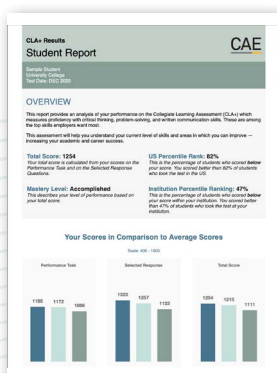 CLA+ Results
Student Report
CAE
Sample Student
University College
Test Date: DEC 2023
OVERVIEW
This report provides an analysis of your performance on the Collegiate Learning Assessment (CLA+) which
measures proficiency with critical thinking, problem-solving, and written communication skills. These are among
the top skills employers want most.
This assessment will help you understand your current level of skills and areas in which you can improve —
increasing your academic and career success.
Total Score: 1254
Your total score is calculated from your scores on the
Performance Task and on the Selected Response
Questions.
US Percentile Rank: 82%
This is the percentage of students who scored below
your score. You scored better than 82% of students
who took the test in the US.
Mastery Level: Accomplished
This describes your level of performance based on
your total score.
Institution Percentile Ranking: 47%
This is the percentage of students who scored below
your score within your institution. You scored better
than 47% of students who took the test at your
institution.
Your Scores in Comparison to Average Scores
Scale: 400 - 1600
Performance Task
Selected Response
Total Score
1185
1172
1088
1323
1257
1133
1254
1215
1111